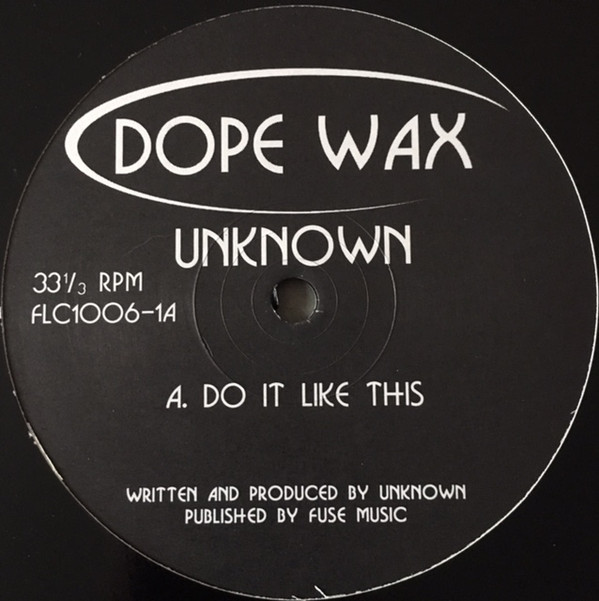 DOPE WAX
UNKNOWN
33⅓ RPM
FLC1006-1A
A. DO IT LIKE THIS
WRITTEN AND PRODUCED BY UNKNOWN
PUBLISHED BY FUSE MUSIC